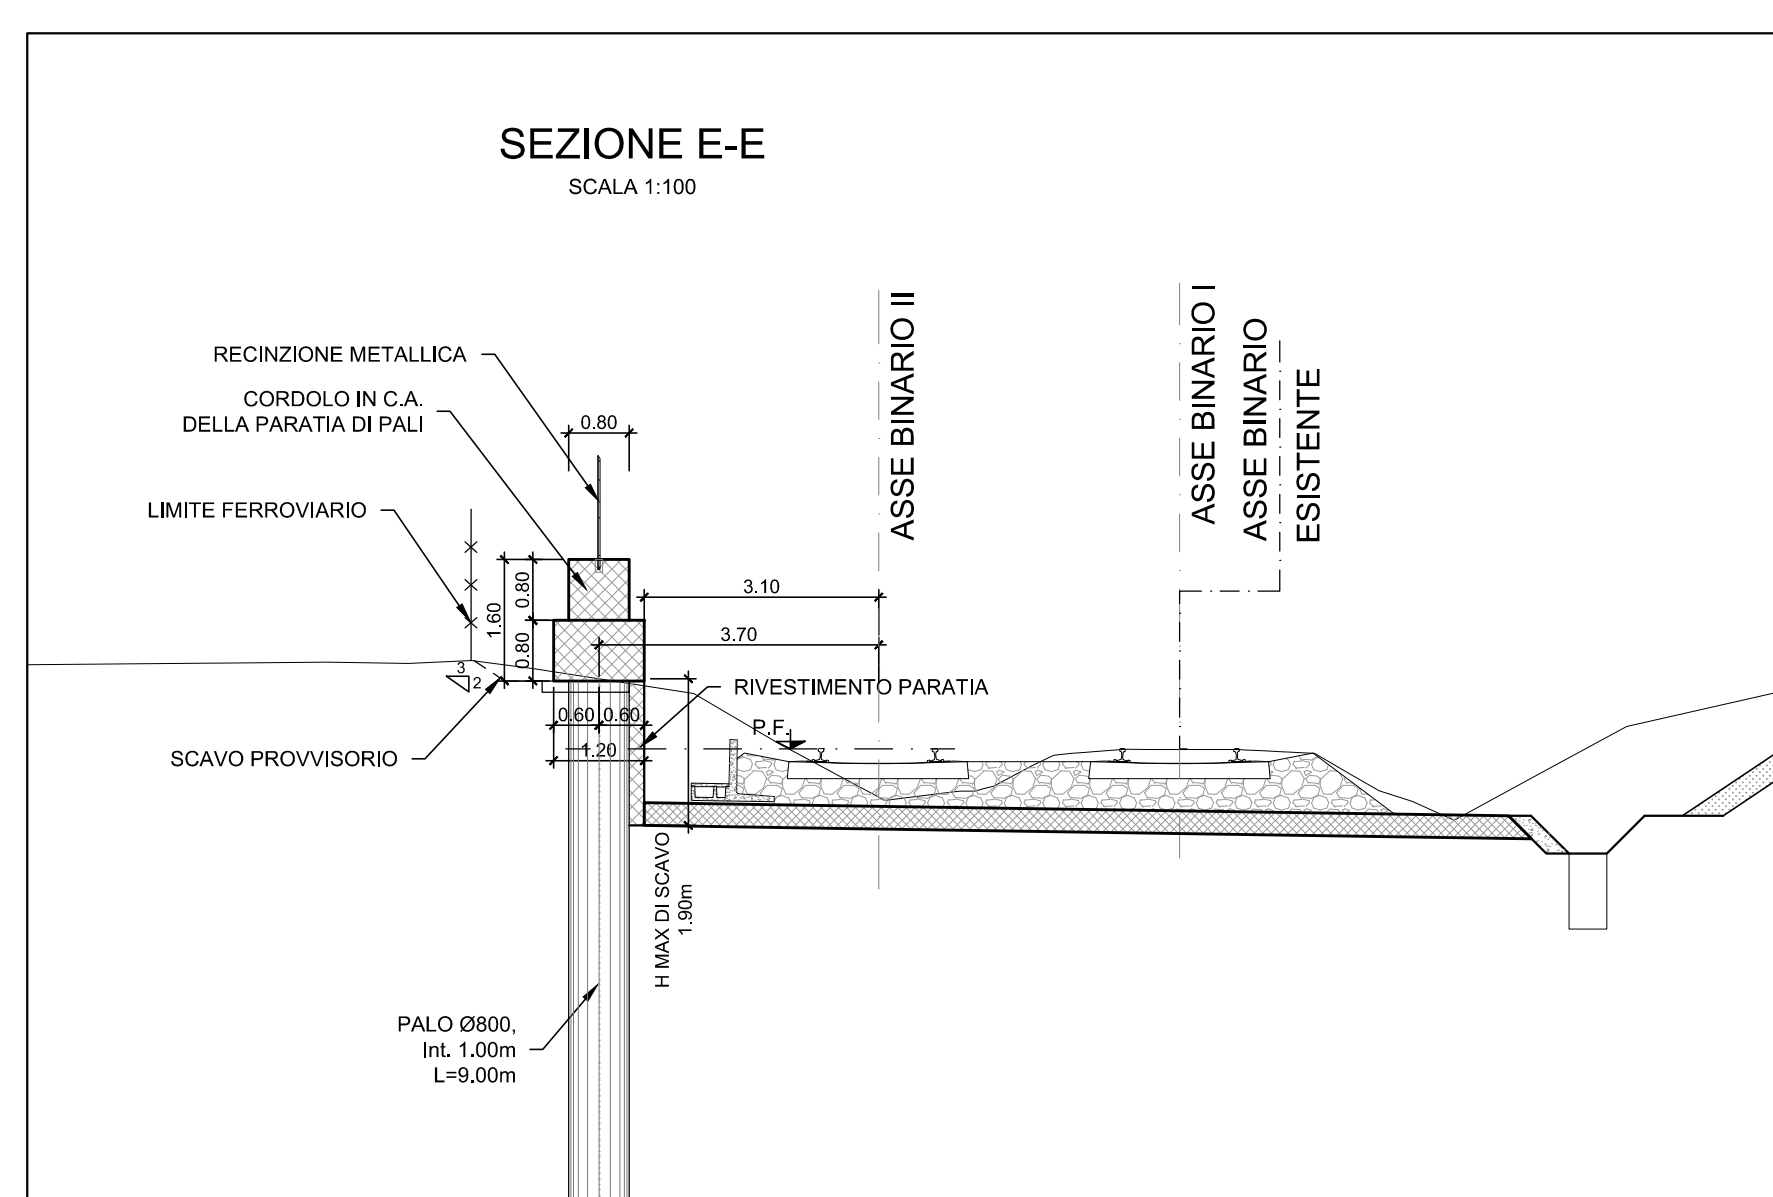 SEZIONE E-E
SCALA 1:100
RECINZIONE METALLICA
CORDOLO IN C.A.
DELLA PARATIA DI PALI
LIMITE FERROVIARIO
SCAVO PROVVISORIO
PALO Ø800,
Int. 1.00m
L=9.00m
0.80
1.60
0.80
0.80
3
2
0.60
0.60
1.20
3.10
3.70
RIVESTIMENTO PARATIA
P.F.
H MAX DI SCAVO
1.90m
ASSE BINARIO II
ASSE BINARIO I
ASSE BINARIO
ESISTENTE